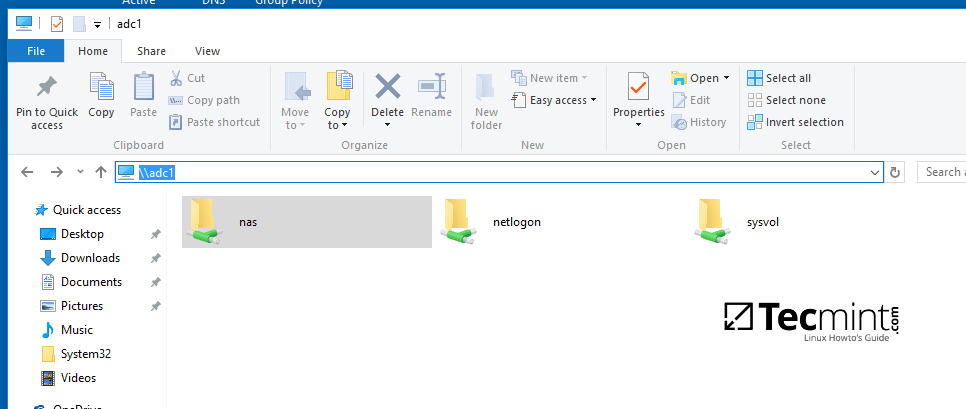 Active DNS Group Policy
adc1
File Home Share View
Pin to Quick access
Copy
Paste
Cut
Copy path
Paste shortcut
Clipboard
Move to
Copy to
Delete
Rename
Organize
New folder
New item
Easy access
New
Properties
Open
Edit
History
Open
Select all
Select none
Invert selection
Select
\\adc1
Search a
Quick access
Desktop
Downloads
Documents
Pictures
Music
System32
Videos
OneDrive
nas
netlogon
sysvol
Tecmint.com
Linux Howto's Guide